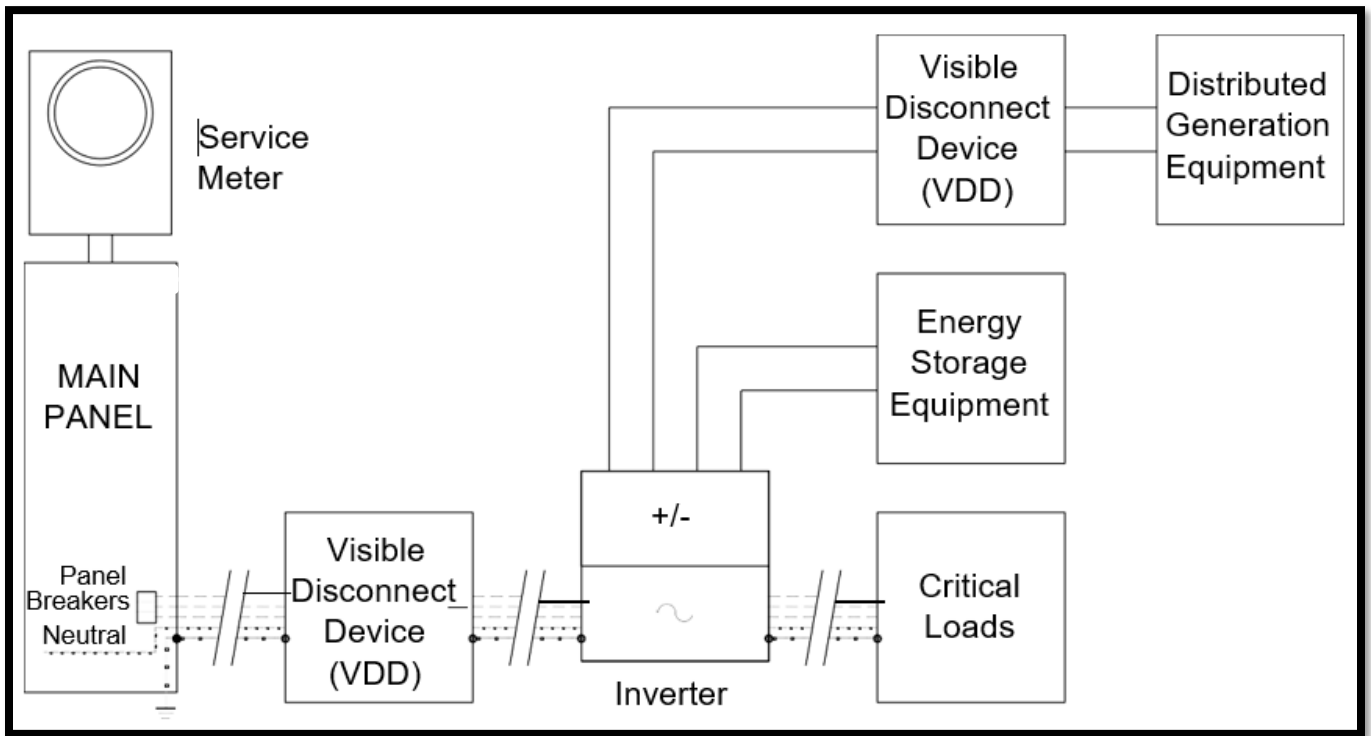 Service
Meter
MAIN
PANEL
Panel
Breakers
Neutral
Visible
Disconnect
Device
(VDD)
+/-
Inverter
Visible
Disconnect
Device
(VDD)
Distributed
Generation
Equipment
Energy
Storage
Equipment
Critical
Loads